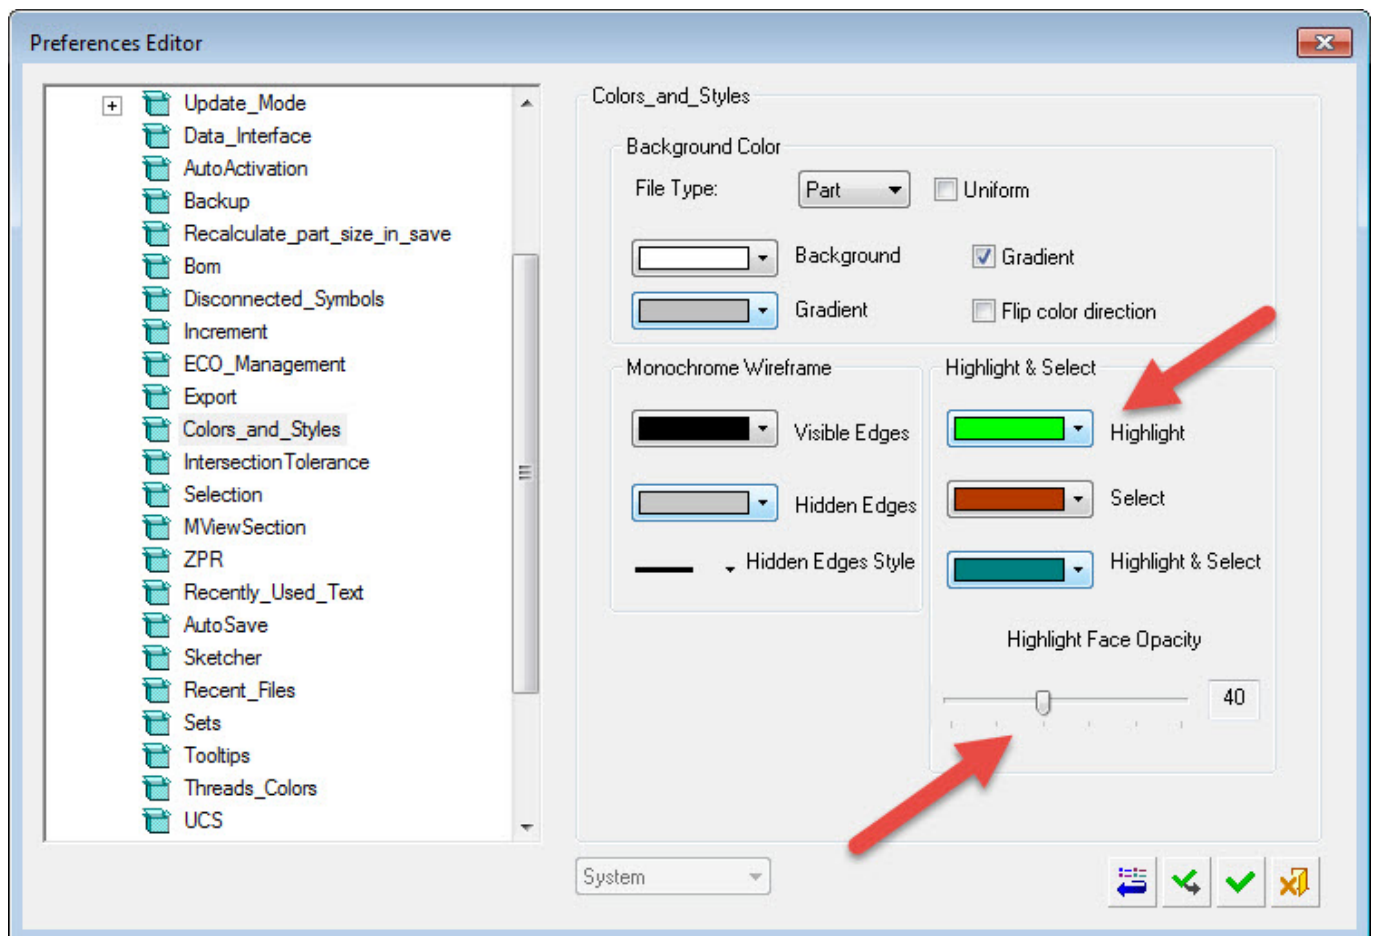 Preferences Editor
Update_Mode
Data_Interface
AutoActivation
Backup
Recalculate_part_size_in_save
Bom
Disconnected_Symbols
Increment
ECO_Management
Export
Colors_and_Styles
IntersectionTolerance
Selection
MViewSection
ZPR
Recently_Used_Text
AutoSave
Sketcher
Recent_Files
Sets
Tooltips
Threads_Colors
UCS
Colors_and_Styles
Background Color
File Type: Part Uniform
Background Gradient
Gradient Flip color direction
Monochrome Wireframe
Visible Edges
Hidden Edges
Hidden Edges Style
Highlight & Select
Highlight
Select
Highlight & Select
Highlight Face Opacity
40
System